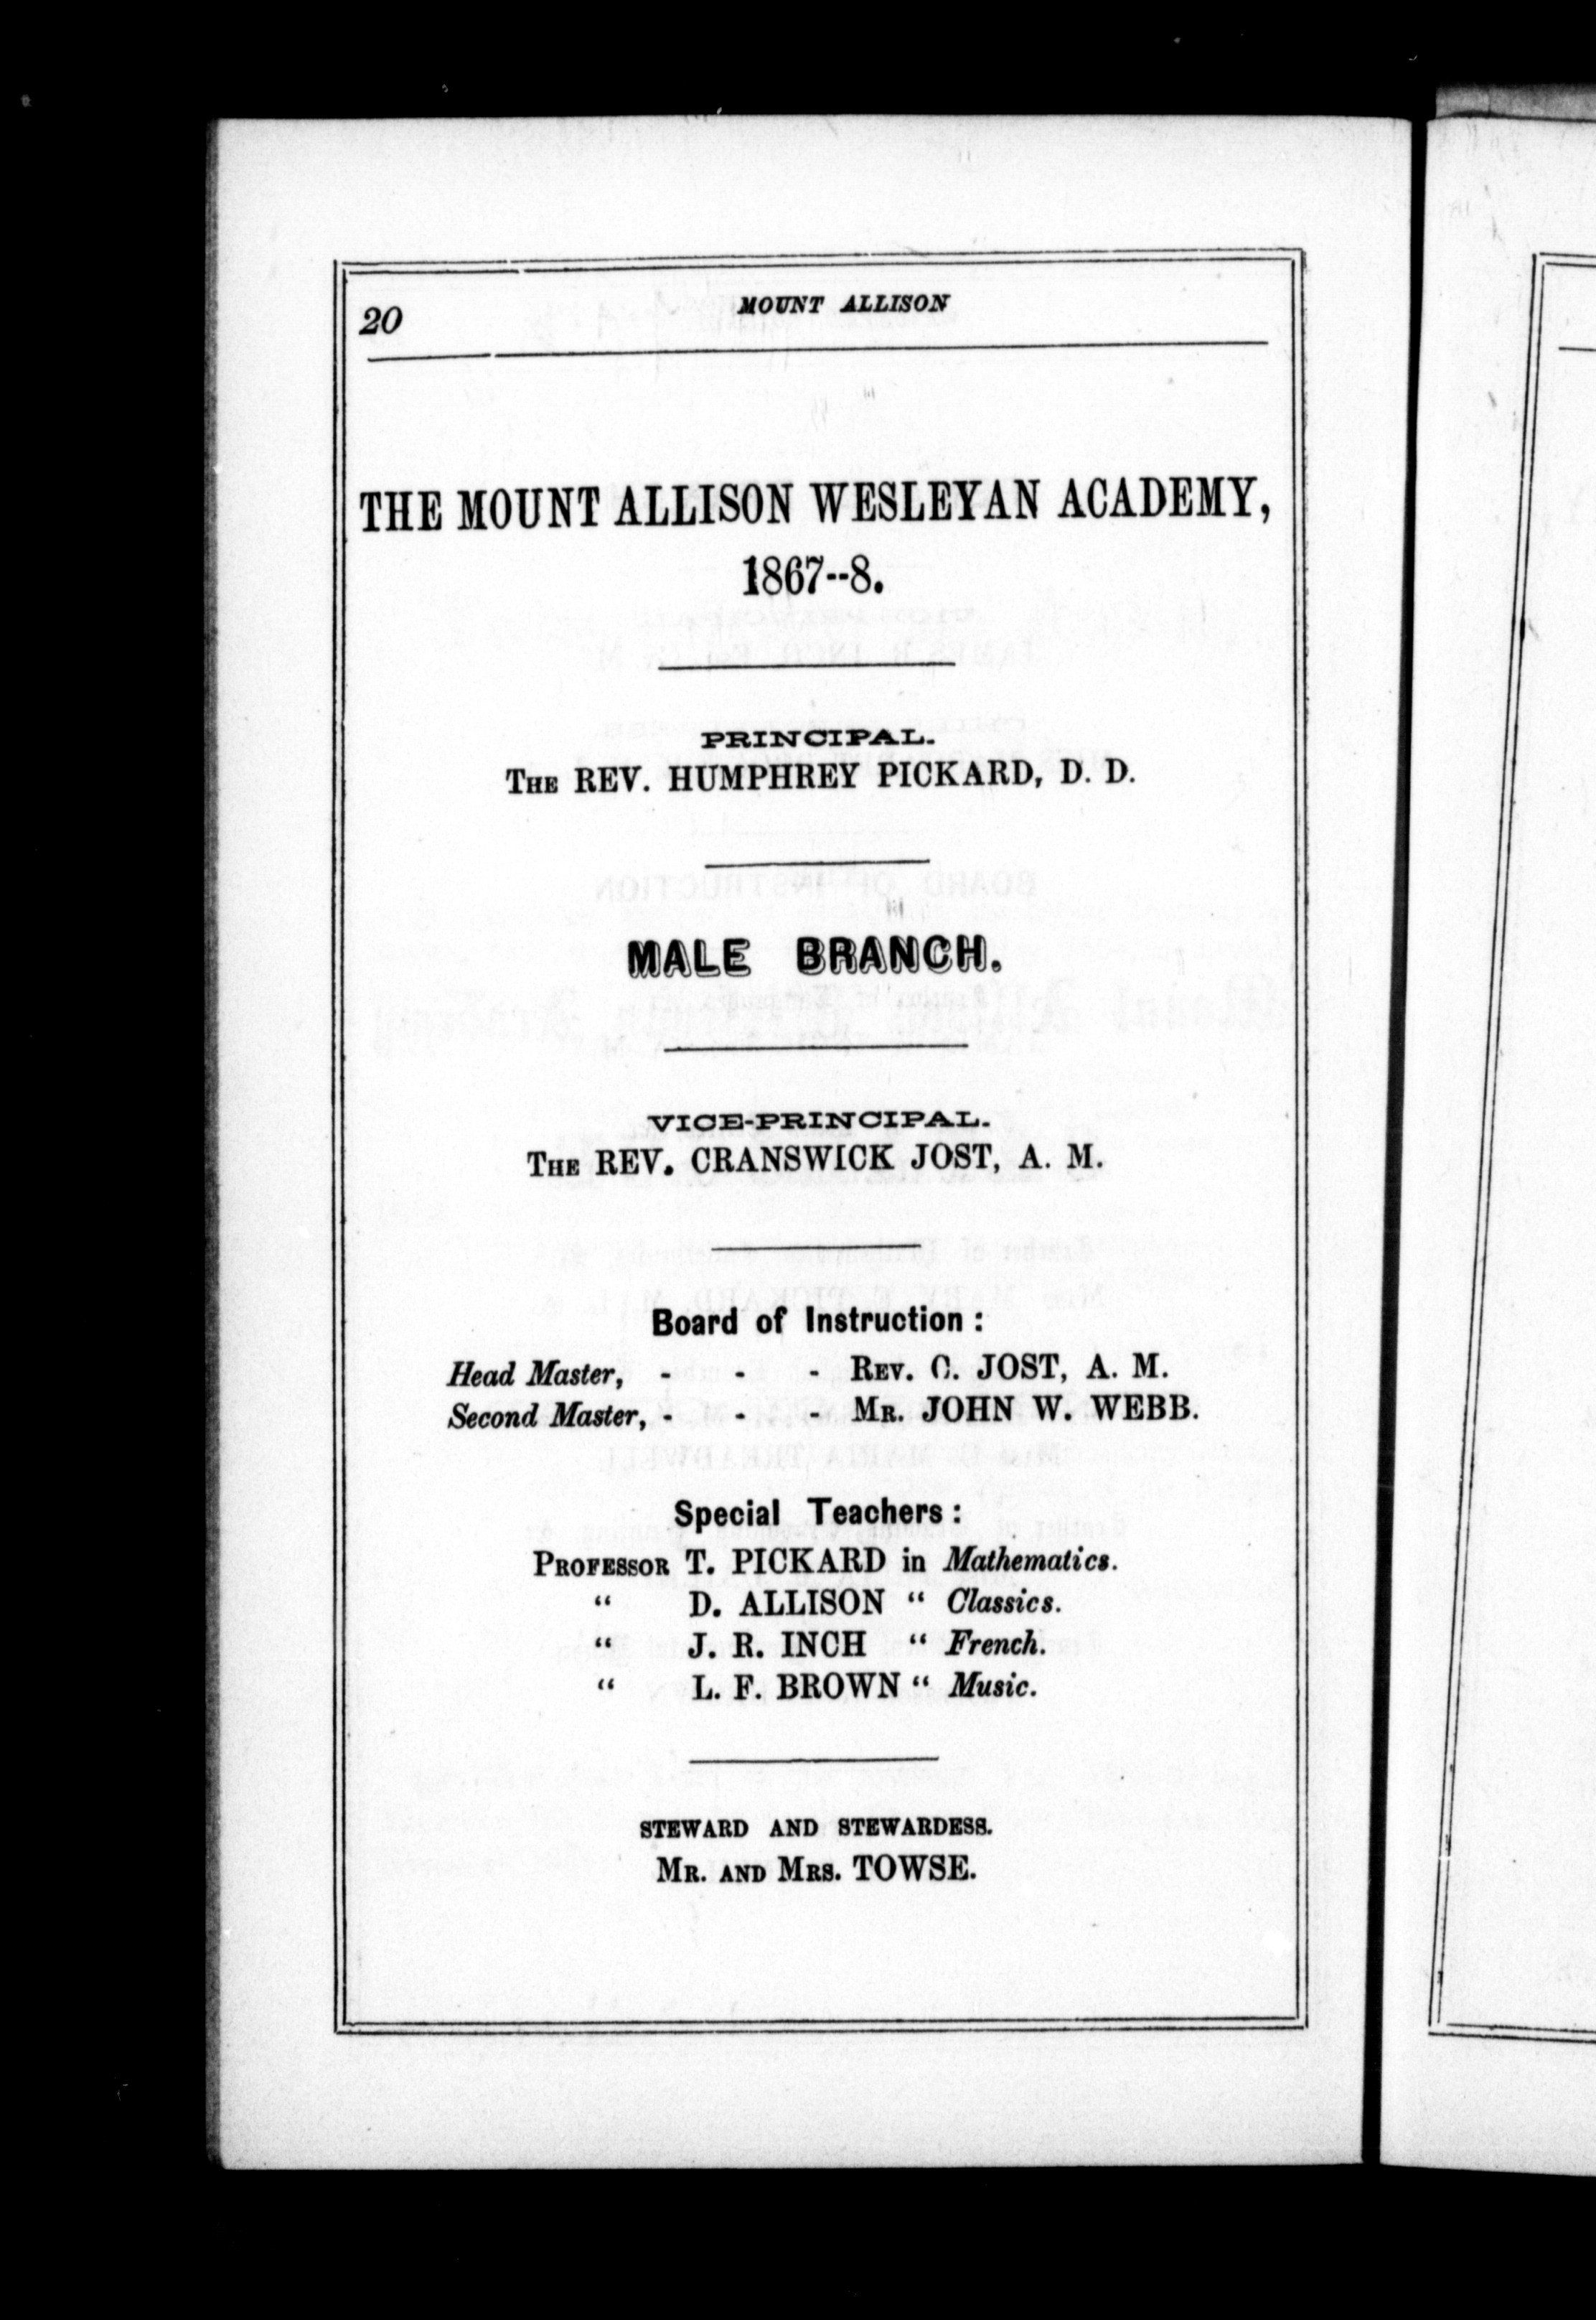 20
MOUNT ALLISON
THE MOUNT ALLISON WESLEYAN ACADEMY,
1867--8.
PRINCIPAL.
THE REV. HUMPHREY PICKARD, D. D.
MALE BRANCH.
VICE-PRINCIPAL.
THE REV. CRANSWICK JOST, A. M.
Board of Instruction :
Head Master, - - - REV. C. JOST, A. M.
Second Master, - - - MR. JOHN W. WEBB.
Special Teachers :
PROFESSOR T. PICKARD in Mathematics.
“ D. ALLISON “ Classics.
“ J. R. INCH “ French.
“ L. F. BROWN “ Music.
STEWARD AND STEWARDESS.
MR. AND MRS. TOWSE.